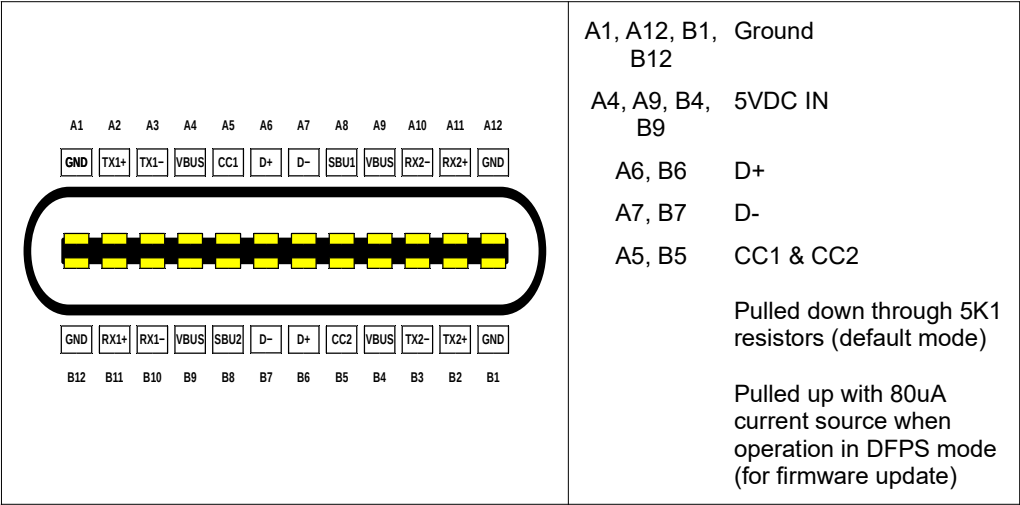 A1 A2 A3 A4 A5 A6 A7 A8 A9 A10 A11 A12
GND TX1+ TX1− VBUS CC1 D+ D− SBU1 VBUS RX2− RX2+ GND
GND RX1+ RX1− VBUS SBU2 D− D+ CC2 VBUS TX2− TX2+ GND
B12 B11 B10 B9 B8 B7 B6 B5 B4 B3 B2 B1
A1, A12, B1, Ground
B12
A4, A9, B4, 5VDC IN
B9
A6, B6 D+
A7, B7 D-
A5, B5 CC1 & CC2
Pulled down through 5K1
resistors (default mode)
Pulled up with 80uA
current source when
operation in DFPS mode
(for firmware update)